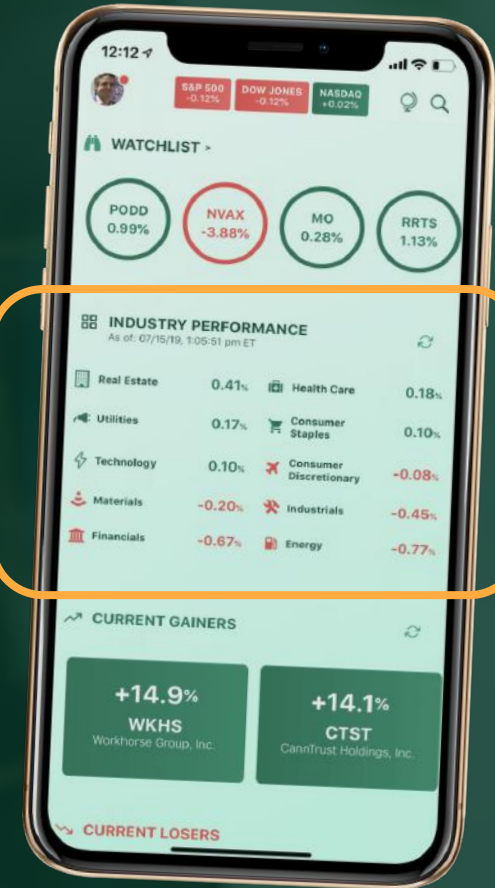 12:12
S&P 500 DOW JONES NASDAQ
-0.12% -0.12% +0.02%
WATCHLIST >
PODD NVAX MO RRTS
0.99% -3.88% 0.28% 1.13%
INDUSTRY PERFORMANCE
As of: 07/15/19, 1:05:51 pm ET
Real Estate 0.41% Health Care 0.18%
Utilities 0.17% Consumer Staples 0.10%
Technology 0.10% Consumer Discretionary -0.08%
Materials -0.20% Industrials -0.45%
Financials -0.67% Energy -0.77%
CURRENT GAINERS
+14.9% +14.1%
WKHS CTST
Workhorse Group, Inc. CannTrust Holdings, Inc.
CURRENT LOSERS